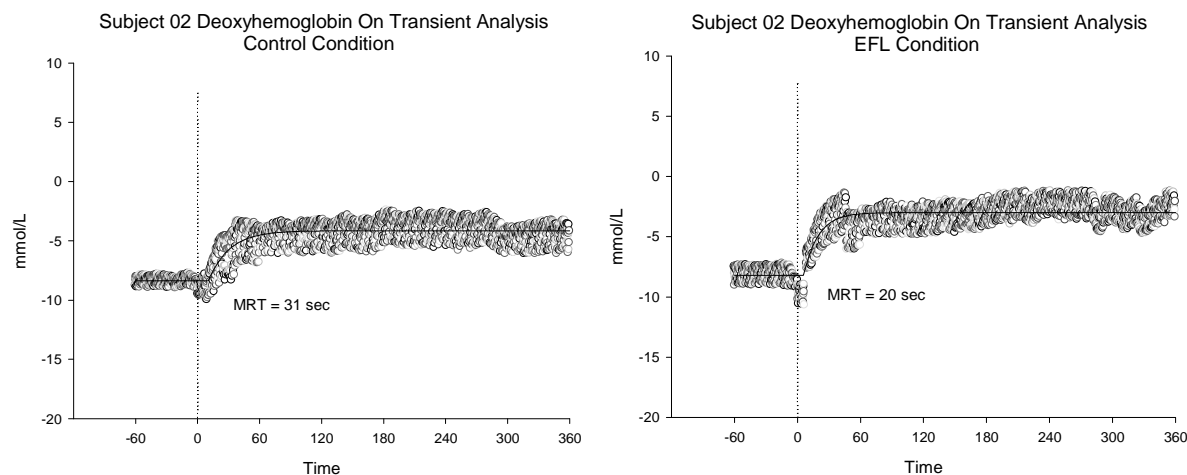 Subject 02 Deoxyhemoglobin On Transient Analysis
Control Condition
10
5
0
-5
-10
-15
-20
mmol/L
MRT = 31 sec
-60 0 60 120 180 240 300 360
Time
Subject 02 Deoxyhemoglobin On Transient Analysis
EFL Condition
10
5
0
-5
-10
-15
-20
mmol/L
MRT = 20 sec
-60 0 60 120 180 240 300 360
Time